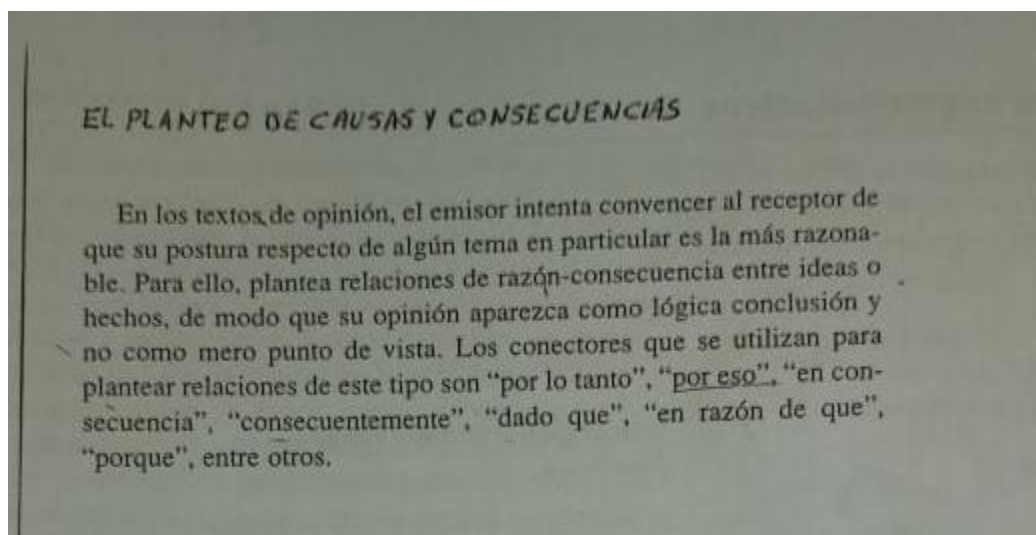 EL PLANTEO DE CAUSAS Y CONSECUENCIAS
En los textos de opinión, el emisor intenta convencer al receptor de
que su postura respecto de algún tema en particular es la más razona-
ble. Para ello, plantea relaciones de razón-consecuencia entre ideas o
hechos, de modo que su opinión aparezca como lógica conclusión y
no como mero punto de vista. Los conectores que se utilizan para
plantear relaciones de este tipo son “por lo tanto”, “por eso”, “en con-
secuencia”, “consecuentemente”, “dado que”, “en razón de que”,
“porque”, entre otros.